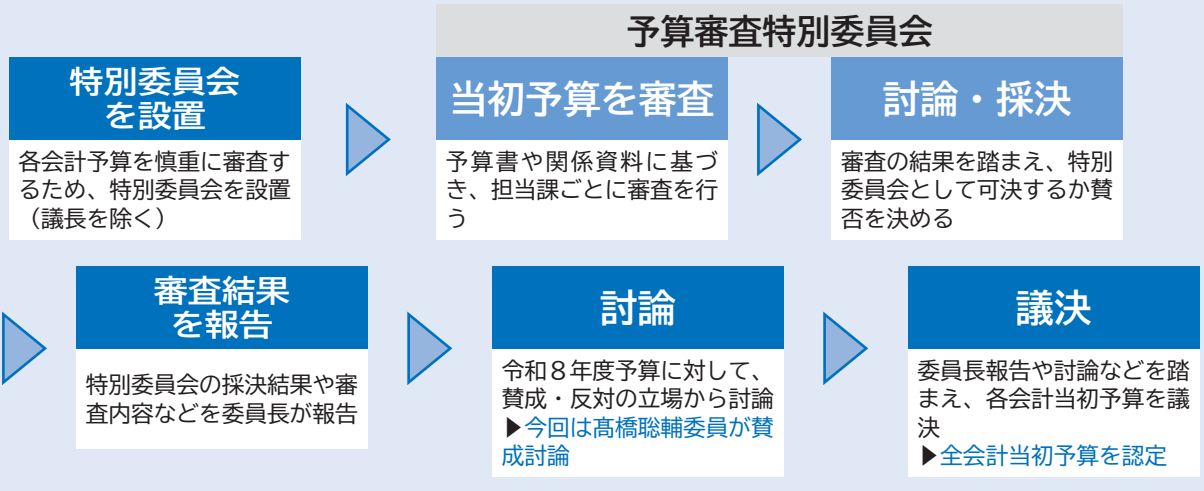 予算審査特別委員会
特別委員会
を設置
各会計予算を慎重に審査す
るため、特別委員会を設置
（議長を除く）
当初予算を審査
予算書や関係資料に基づ
き、担当課ごとに審査を行
う
討論・採決
審査の結果を踏まえ、特別
委員会として可決するか賛
否を決める
審査結果
を報告
特別委員会の採決結果や審
査内容などを委員長が報告
討論
令和８年度予算に対して、
賛成・反対の立場から討論
▶今回は髙橋聡輔委員が賛
成討論
議決
委員長報告や討論などを踏
まえ、各会計当初予算を議
決
▶全会計当初予算を認定